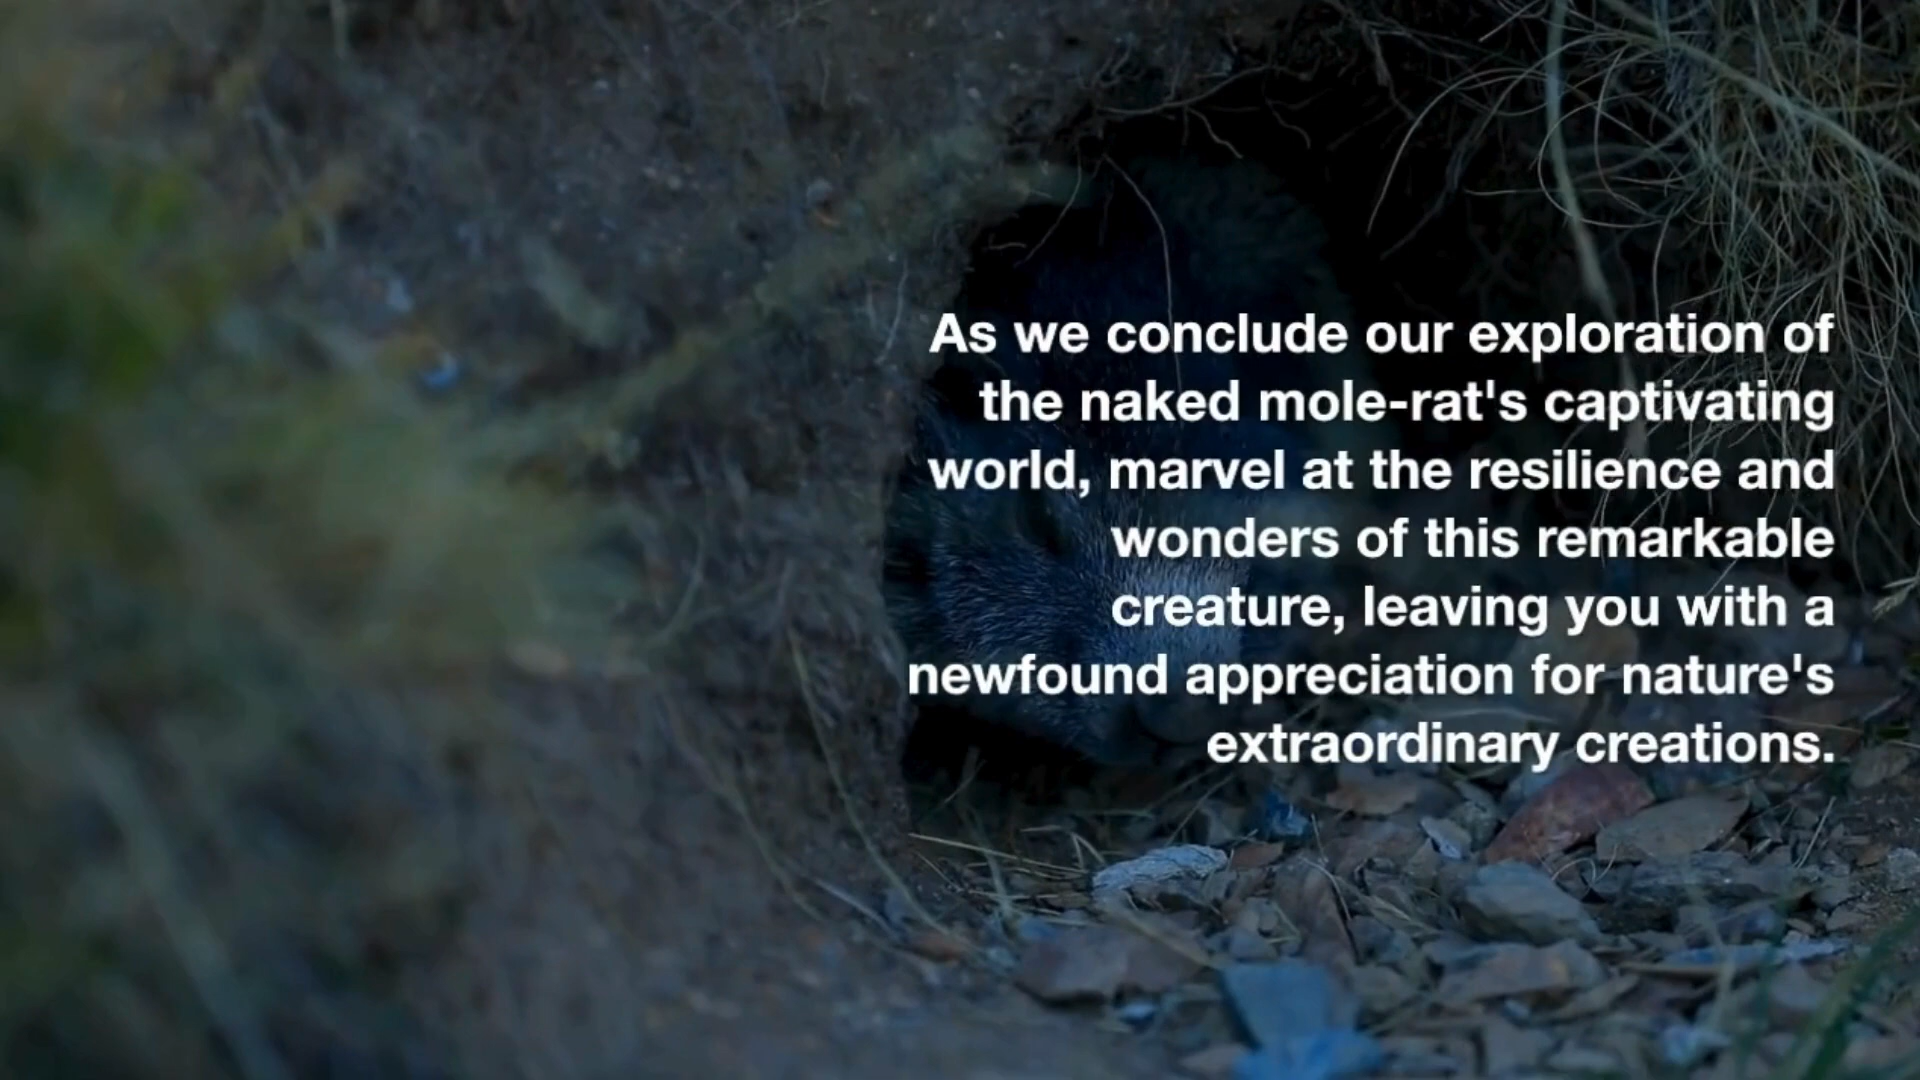 As we conclude our exploration of
the naked mole-rat's captivating
world, marvel at the resilience and
wonders of this remarkable
creature, leaving you with a
newfound appreciation for nature's
extraordinary creations.